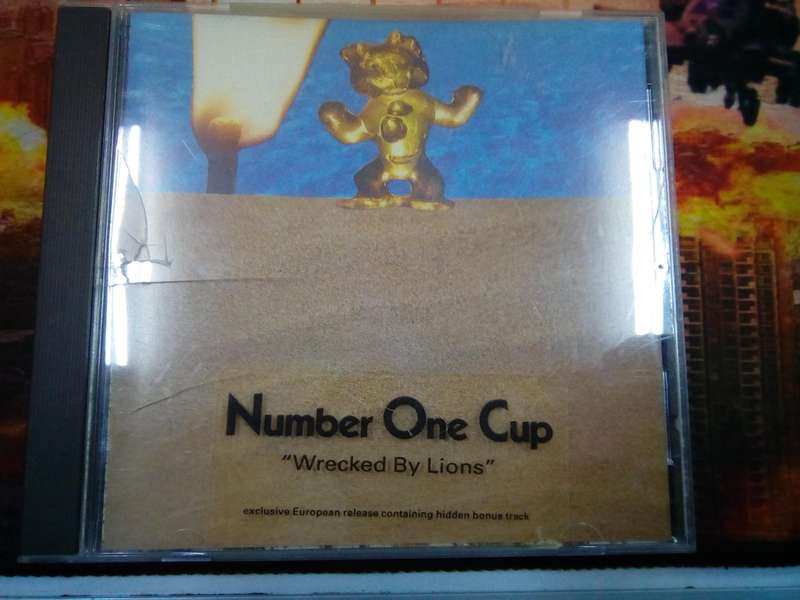 Number One Cup
"Wrecked By Lions"
exclusive European release containing hidden bonus track